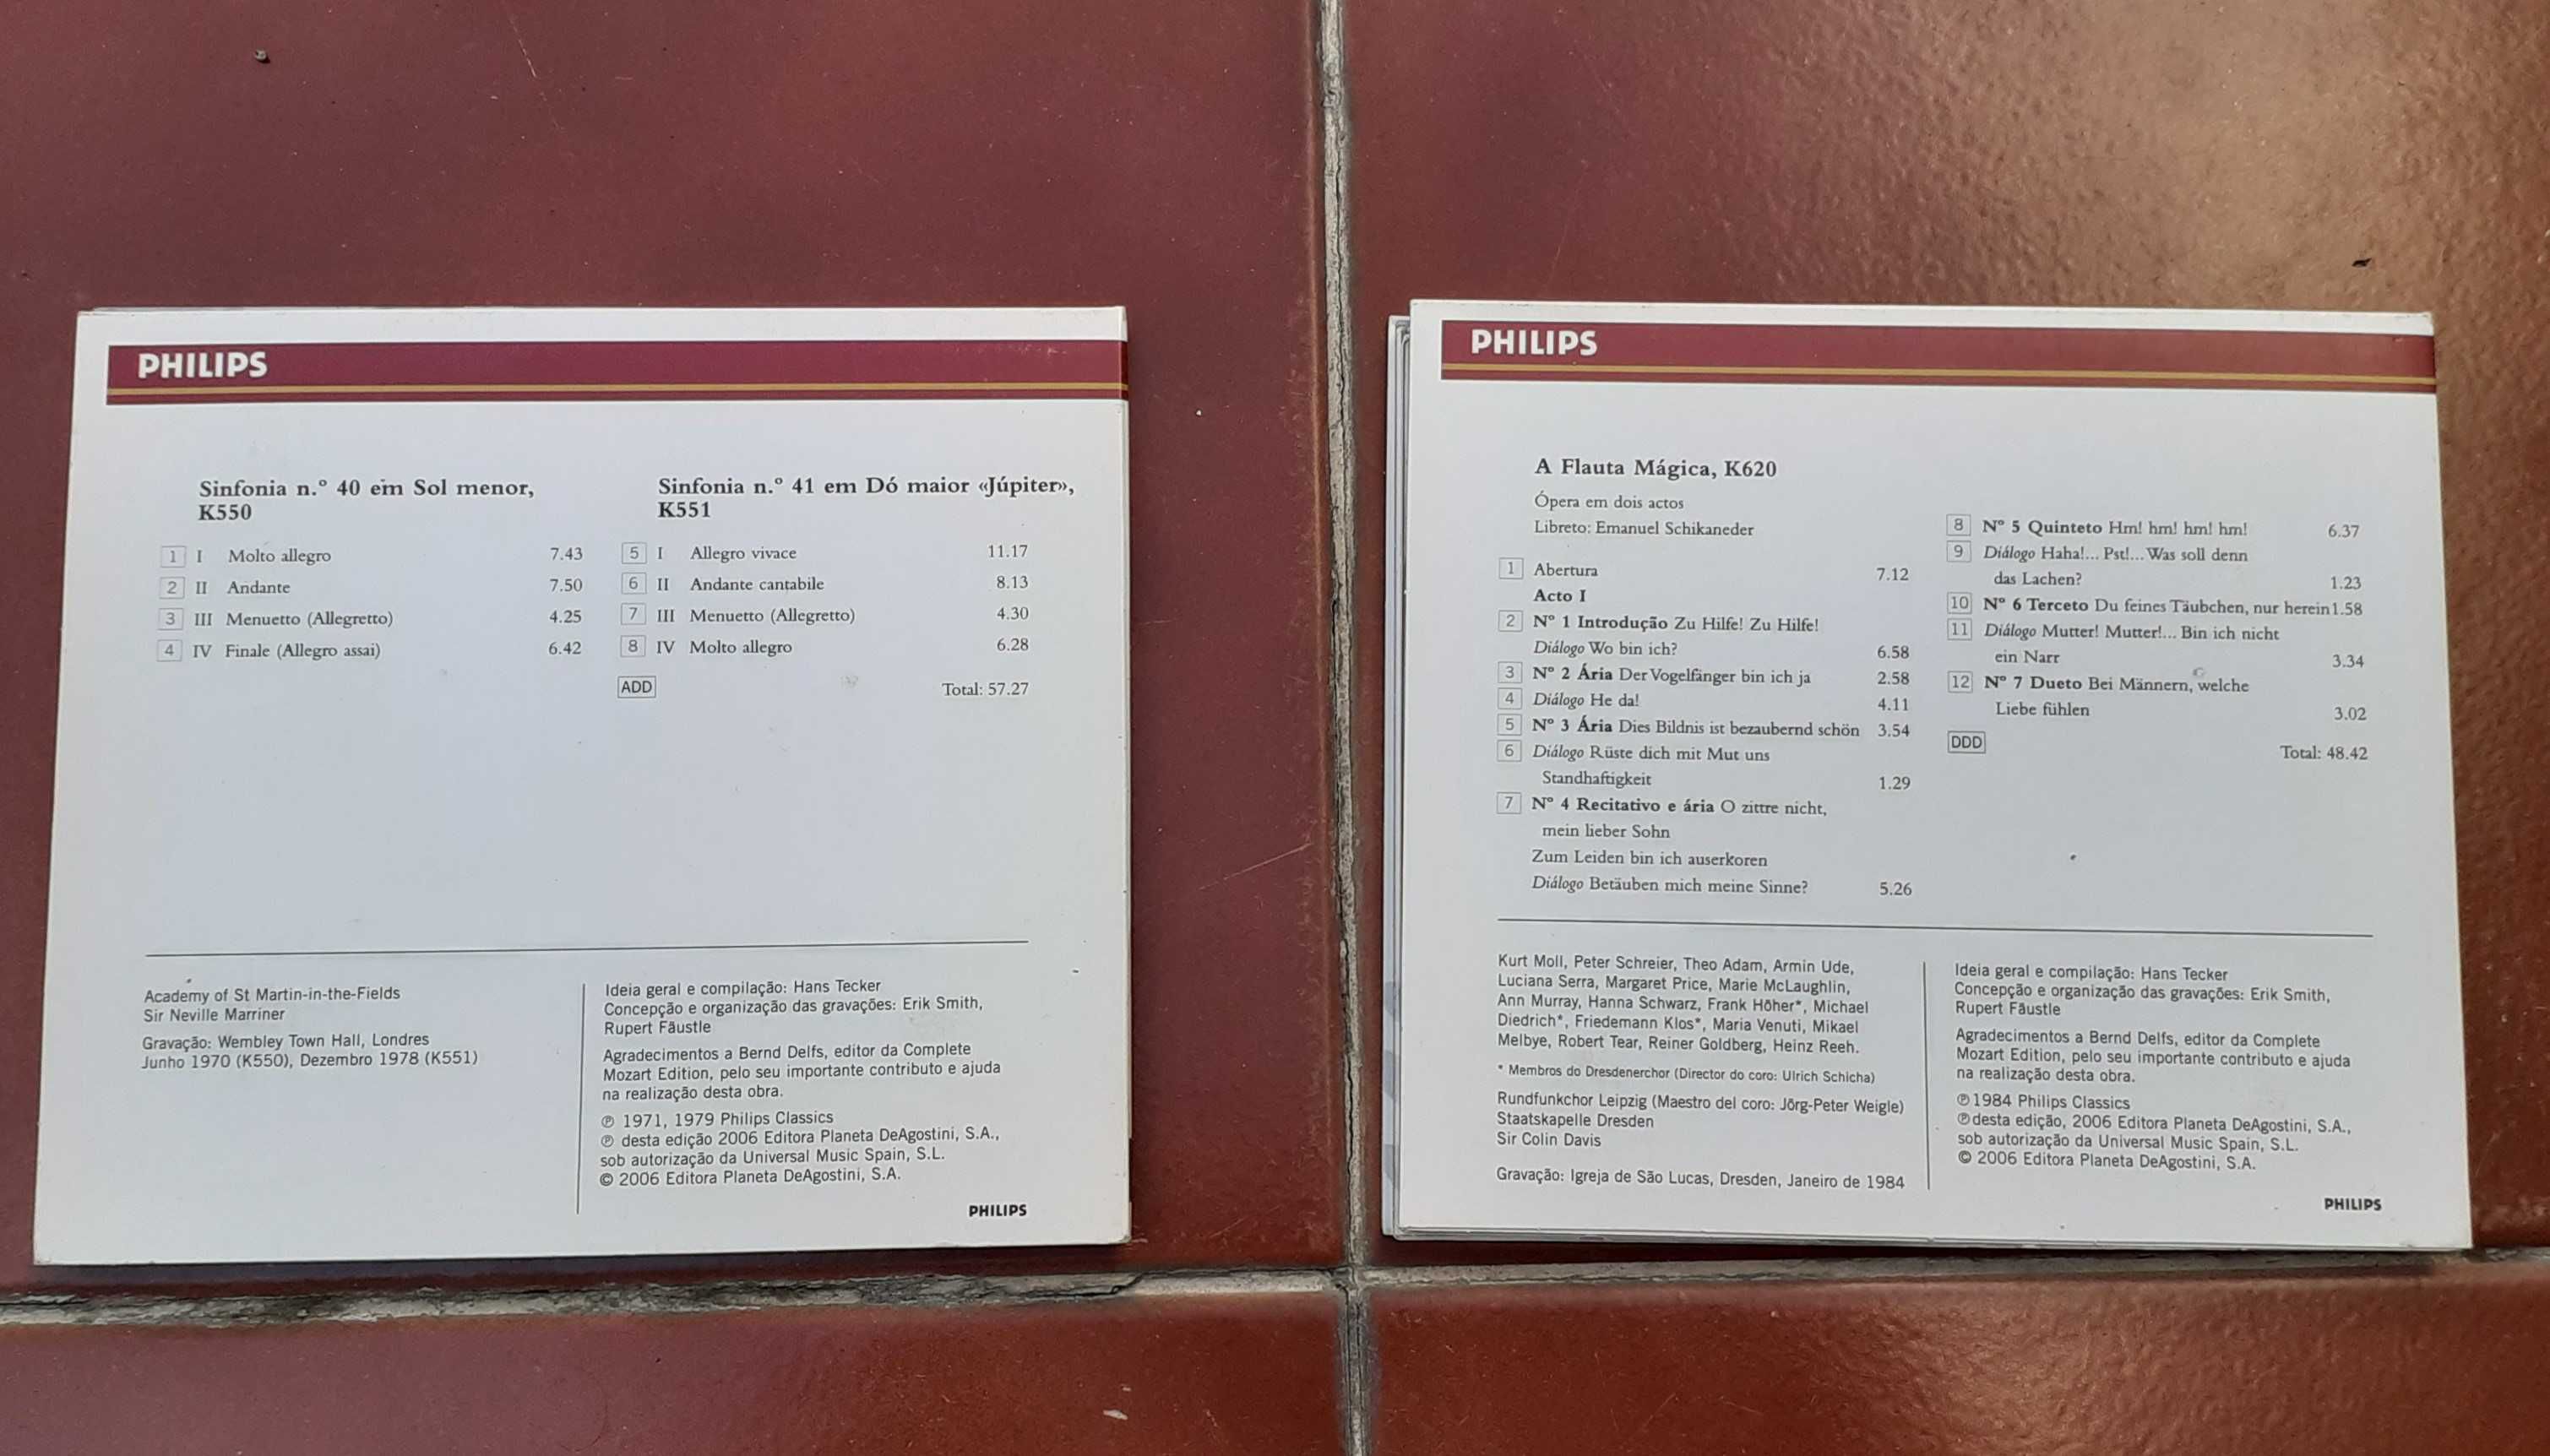 PHILIPS
Sinfonia n.º 40 em Sol menor,
K550
1 I Molto allegro 7.43
2 II Andante 7.50
3 III Menuetto (Allegretto) 4.25
4 IV Finale (Allegro assai) 6.42
Sinfonia n.º 41 em Dó maior «Júpiter»,
K551
5 I Allegro vivace 11.17
6 II Andante cantabile 8.13
7 III Menuetto (Allegretto) 4.30
8 IV Molto allegro 6.28
ADD Total: 57.27
Academy of St Martin-in-the-Fields
Sir Neville Marriner
Gravação: Wembley Town Hall, Londres
Junho 1970 (K550), Dezembro 1978 (K551)
Ideia geral e compilação: Hans Tecker
Concepção e organização das gravações: Erik Smith,
Rupert Fäustle
Agradecimentos a Bernd Delfs, editor da Complete
Mozart Edition, pelo seu importante contributo e ajuda
na realização desta obra.
℗ 1971, 1979 Philips Classics
℗ desta edição 2006 Editora Planeta DeAgostini, S.A.,
sob autorização da Universal Music Spain, S.L.
© 2006 Editora Planeta DeAgostini, S.A.
PHILIPS
PHILIPS
A Flauta Mágica, K620
Ópera em dois actos
Libreto: Emanuel Schikaneder
1 Abertura 7.12
Acto I
2 Nº 1 Introdução Zu Hilfe! Zu Hilfe!
Diálogo Wo bin ich? 6.58
3 Nº 2 Ária Der Vogelfänger bin ich ja 2.58
4 Diálogo He da! 4.11
5 Nº 3 Ária Dies Bildnis ist bezaubernd schön 3.54
6 Diálogo Rüste dich mit Mut uns
Standhaftigkeit 1.29
7 Nº 4 Recitativo e ária O zittre nicht,
mein lieber Sohn
Zum Leiden bin ich auserkoren
Diálogo Betäuben mich meine Sinne? 5.26
8 Nº 5 Quinteto Hm! hm! hm! hm! 6.37
9 Diálogo Haha!... Pst!... Was soll denn
das Lachen? 1.23
10 Nº 6 Terceto Du feines Täubchen, nur herein 1.58
11 Diálogo Mutter! Mutter!... Bin ich nicht
ein Narr 3.34
12 Nº 7 Dueto Bei Männern, welche
Liebe fühlen 3.02
DDD Total: 48.42
Kurt Moll, Peter Schreier, Theo Adam, Armin Ude,
Luciana Serra, Margaret Price, Marie McLaughlin,
Ann Murray, Hanna Schwarz, Frank Höher*, Michael
Diedrich*, Friedemann Klos*, Maria Venuti, Mikael
Melbye, Robert Tear, Reiner Goldberg, Heinz Reeh.
* Membros do Dresdenerchor (Director do coro: Ulrich Schicha)
Rundfunkchor Leipzig (Maestro del coro: Jörg-Peter Weigle)
Staatskapelle Dresden
Sir Colin Davis
Gravação: Igreja de São Lucas, Dresden, Janeiro de 1984
Ideia geral e compilação: Hans Tecker
Concepção e organização das gravações: Erik Smith,
Rupert Fäustle
Agradecimentos a Bernd Delfs, editor da Complete
Mozart Edition, pelo seu importante contributo e ajuda
na realização desta obra.
℗ 1984 Philips Classics
℗ desta edição, 2006 Editora Planeta DeAgostini, S.A.,
sob autorização da Universal Music Spain, S.L.
© 2006 Editora Planeta DeAgostini, S.A.
PHILIPS